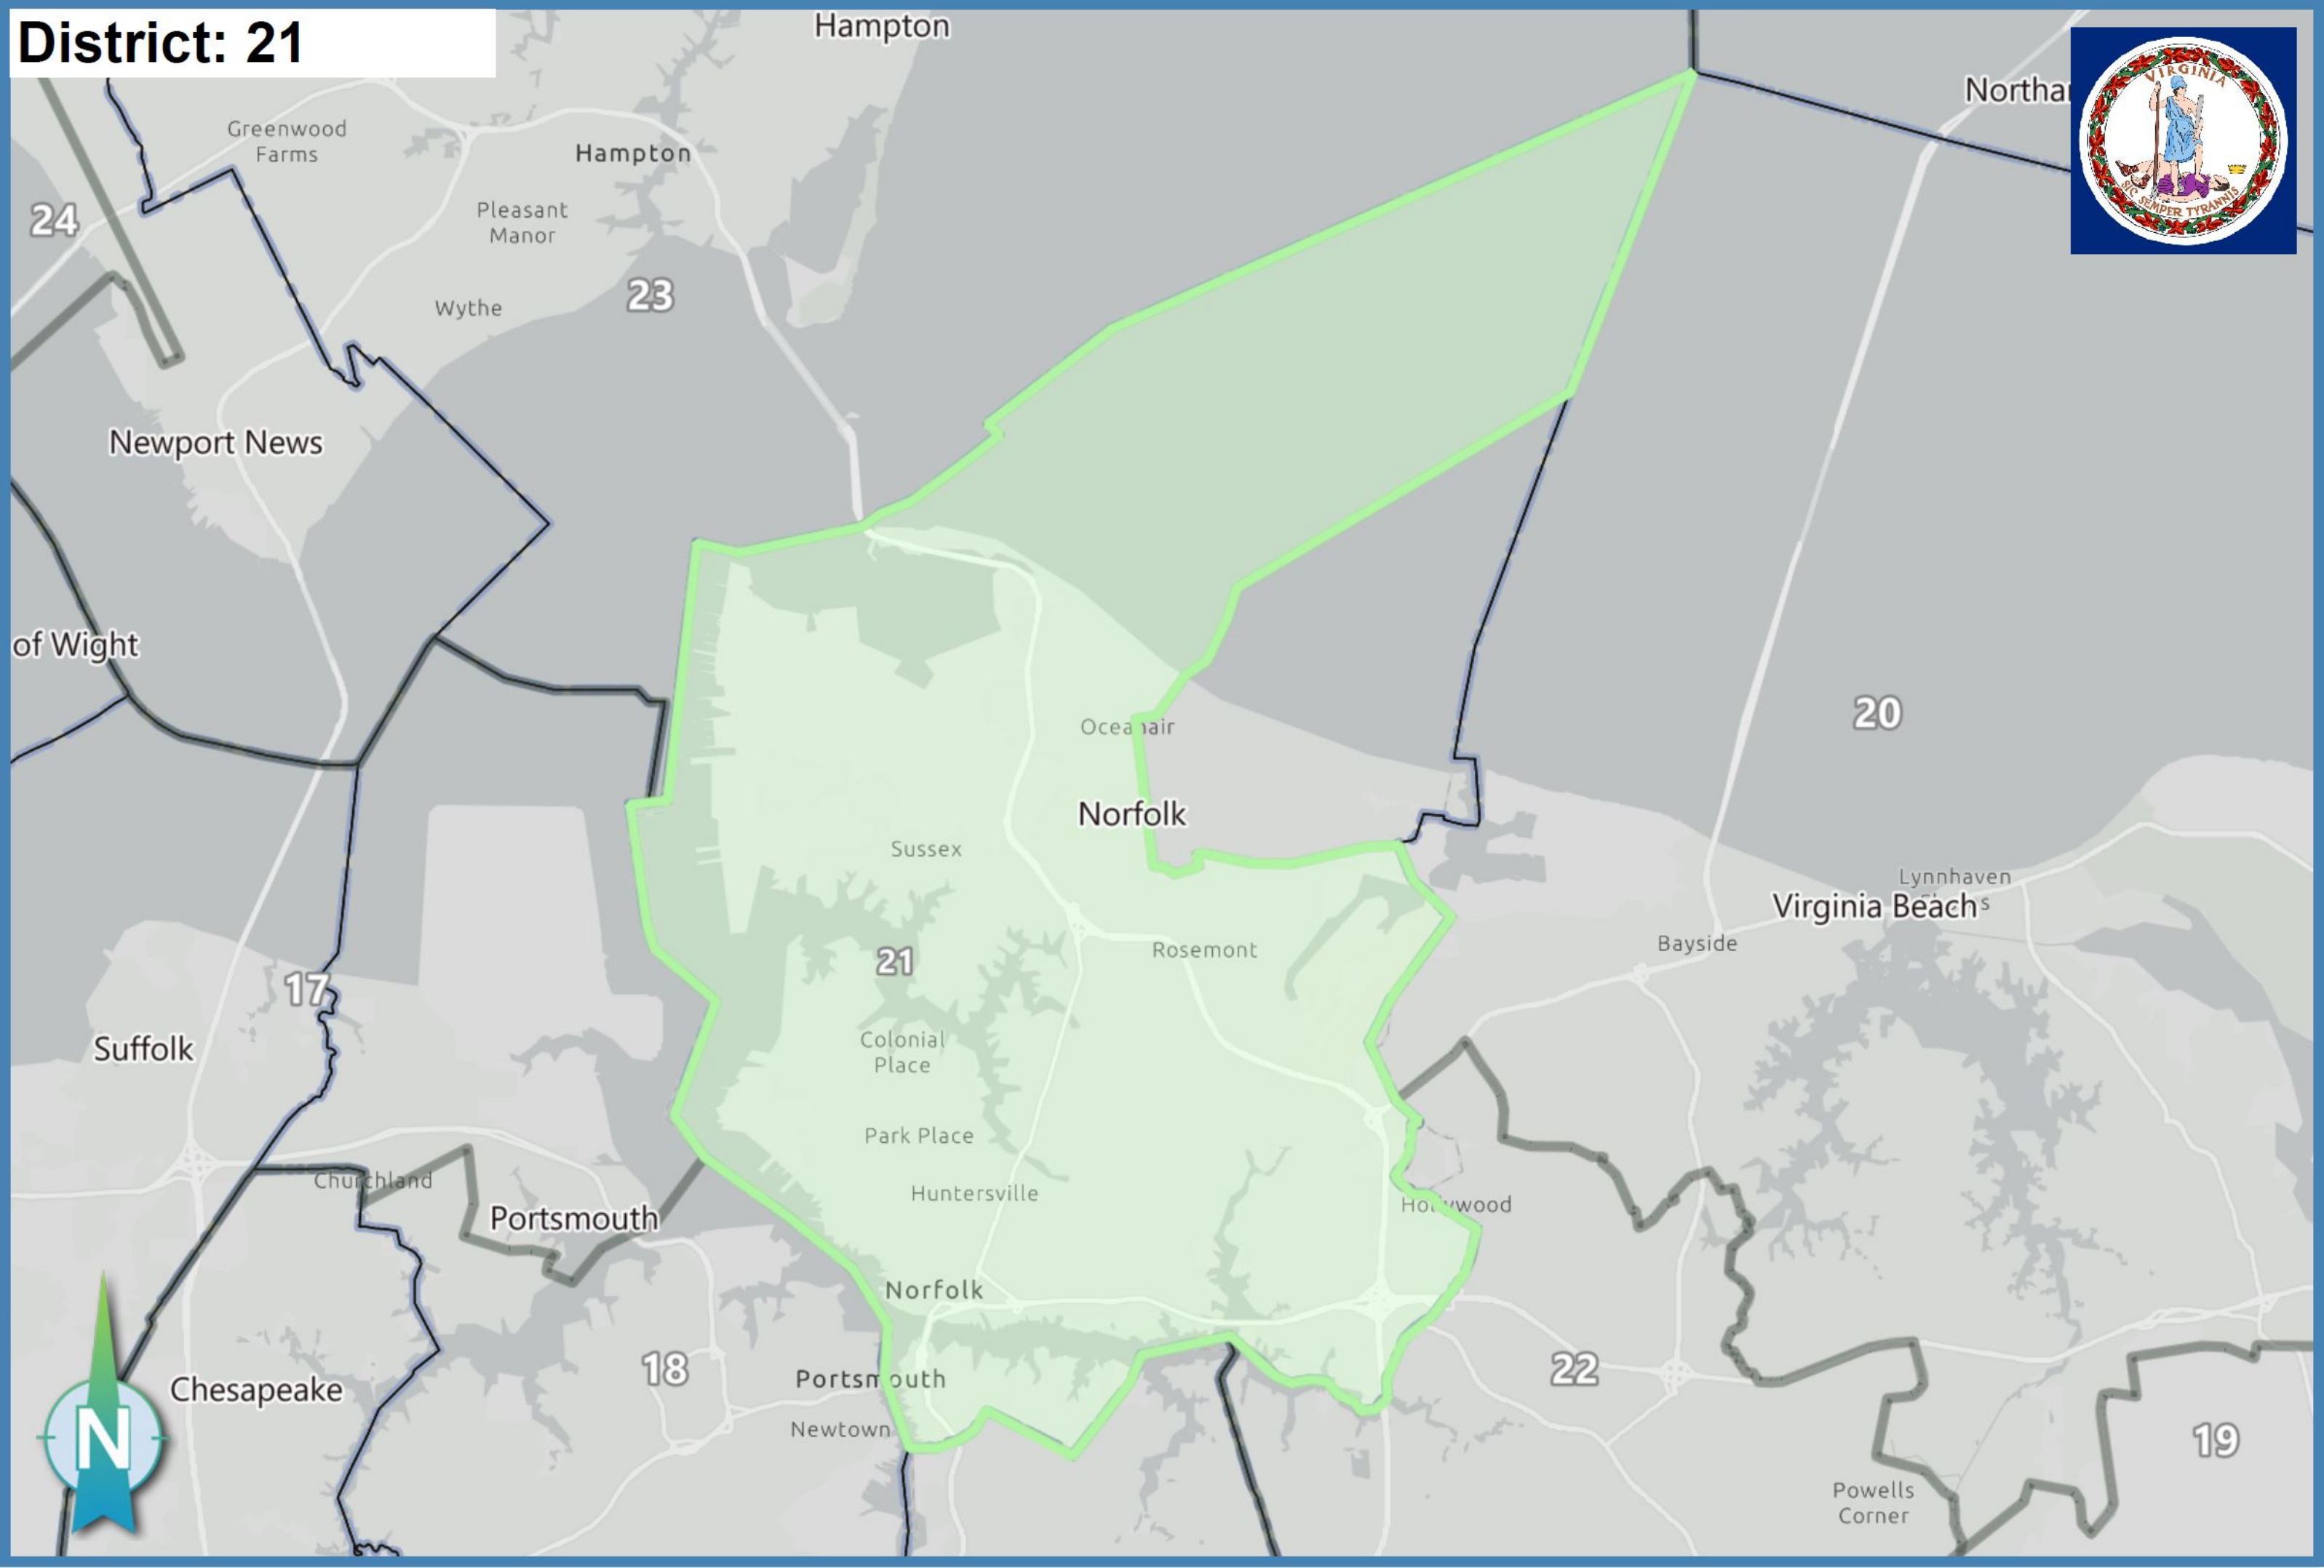 District: 21
Hampton
Northa
VIRGINIA
SIC SEMPER TYRANNIS
Greenwood
Farms
Hampton
24
Pleasant
Manor
23
Wythe
Newport News
of Wight
20
Oceanair
Norfolk
Sussex
Lynnhaven
Virginia Beach
Bayside
Rosemont
21
17
Suffolk
Colonial
Place
Park Place
Churchland
Huntersville
Portsmouth
Hollywood
Norfolk
18
22
Portsmouth
Chesapeake
Newtown
N
19
Powells
Corner